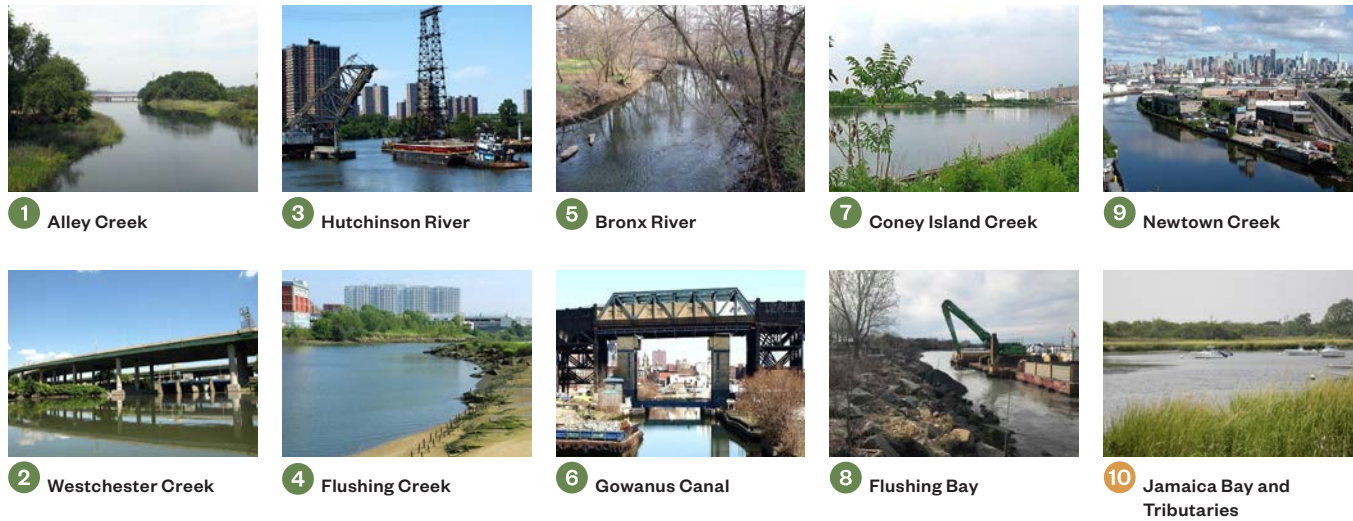 1 Alley Creek
3 Hutchinson River
5 Bronx River
7 Coney Island Creek
9 Newtown Creek
2 Westchester Creek
4 Flushing Creek
6 Gowanus Canal
8 Flushing Bay
10 Jamaica Bay and
Tributaries